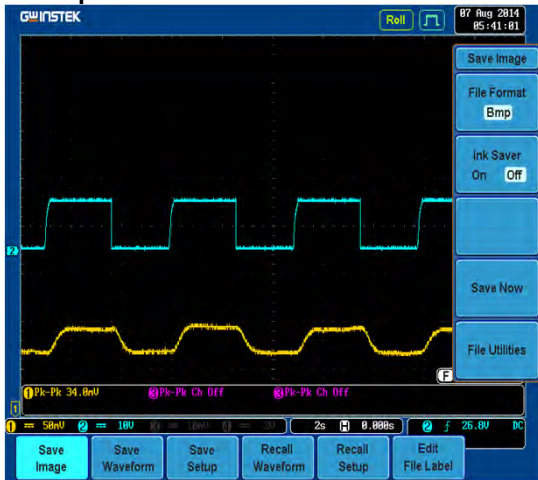 GWINSTEK
Roll
07 Aug 2014
05:41:01
Save Image
File Format
Bmp
Ink Saver
On Off
Save Now
File Utilities
2
F
1 Pk-Pk 34.0mV
3 Pk-Pk Ch Off
3 Pk-Pk Ch Off
1 50mV
2 10V
2s
H 0.000s
2
26.8V
DC
Save
Image
Save
Waveform
Save
Setup
Recall
Waveform
Recall
Setup
Edit
File Label